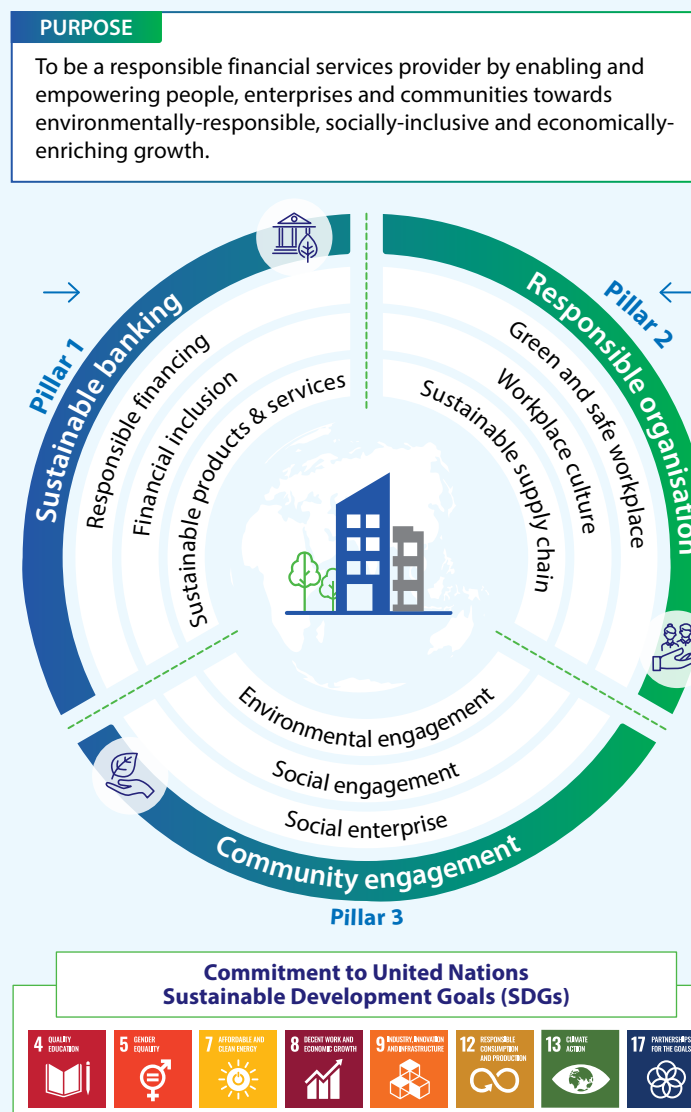 PURPOSE
To be a responsible financial services provider by enabling and
empowering people, enterprises and communities towards
environmentally-responsible, socially-inclusive and economically-
enriching growth.
Pillar 1
Sustainable banking
Responsible financing
Financial inclusion
Sustainable products & services
Pillar 2
Responsible organisation
Green and safe workplace
Workplace culture
Sustainable supply chain
Environmental engagement
Social engagement
Social enterprise
Community engagement
Pillar 3
Commitment to United Nations
Sustainable Development Goals (SDGs)
4 QUALITY
EDUCATION
5 GENDER
EQUALITY
7 AFFORDABLE AND
CLEAN ENERGY
8 DECENT WORK AND
ECONOMIC GROWTH
9 INDUSTRY, INNOVATION
AND INFRASTRUCTURE
12 RESPONSIBLE
CONSUMPTION
AND PRODUCTION
13 CLIMATE
ACTION
17 PARTNERSHIPS
FOR THE GOALS